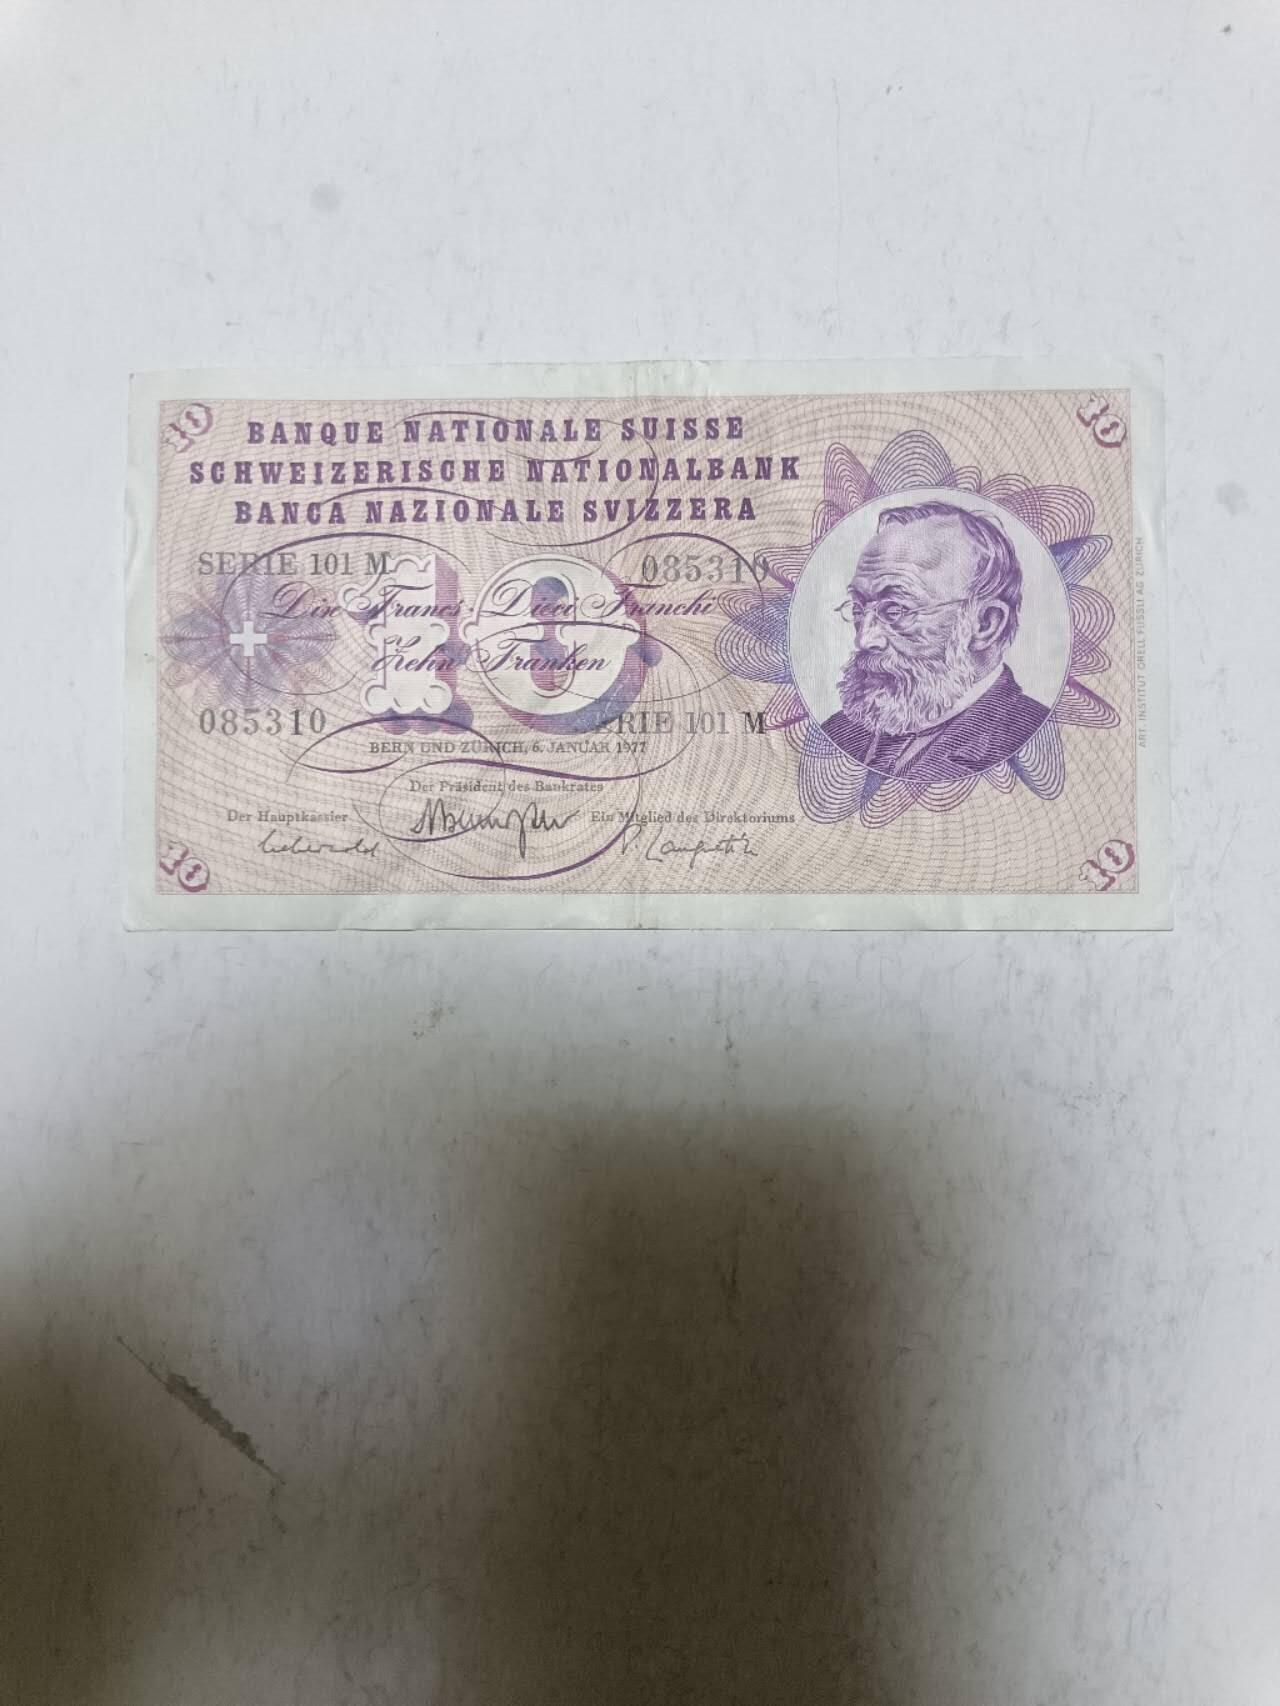 10 10
BANQUE NATIONALE SUISSE
SCHWEIZERISCHE NATIONALBANK
BANCA NAZIONALE SVIZZERA
SERIE 101 M 085310
10
Dix Francs · Dieci Franchi
Zehn Franken
085310 SERIE 101 M
BERN UND ZÜRICH, 6. JANUAR 1977
Der Präsident des Bankrates
Der Hauptkassier
Ein Mitglied des Direktoriums
10 10
ART. INSTITUT ORELL FÜSSLI AG. ZÜRICH